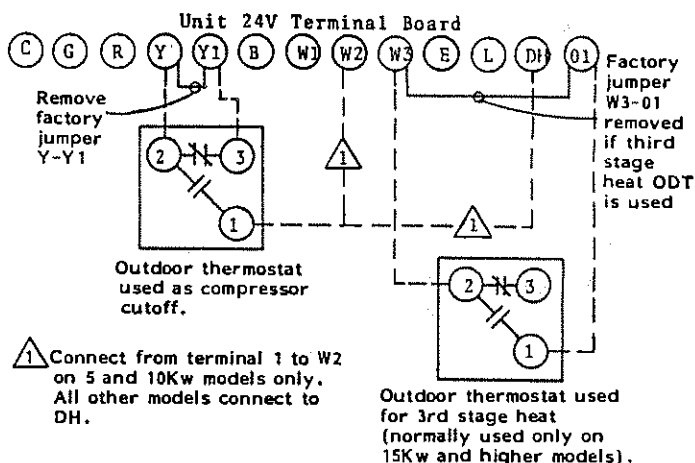 Unit 24V Terminal Board
C G R Y Y1 B W1 W2 W3 E L DH 01
Remove
factory
jumper
Y-Y1
Factory
jumper
W3-01
removed
if third
stage
heat ODT
is used
2 3
1
1
1
Outdoor thermostat
used as compressor
cutoff.
2 3
1
1 Connect from terminal 1 to W2
on 5 and 10Kw models only.
All other models connect to
DH.
Outdoor thermostat used
for 3rd stage heat
(normally used only on
15Kw and higher models).